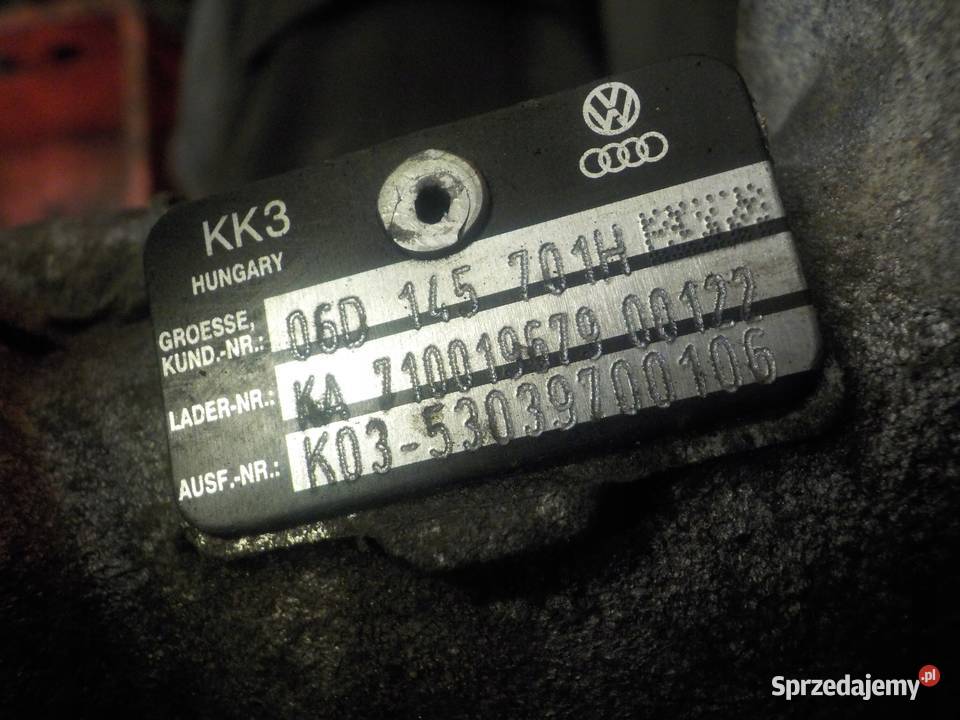 VW
KK3
HUNGARY
GROESSE,
KUND.-NR.: 06D 145 701H
LADER-NR.: KA 710019679 00122
AUSF.-NR.: K03-53039700106
Sprzedajemy.pl